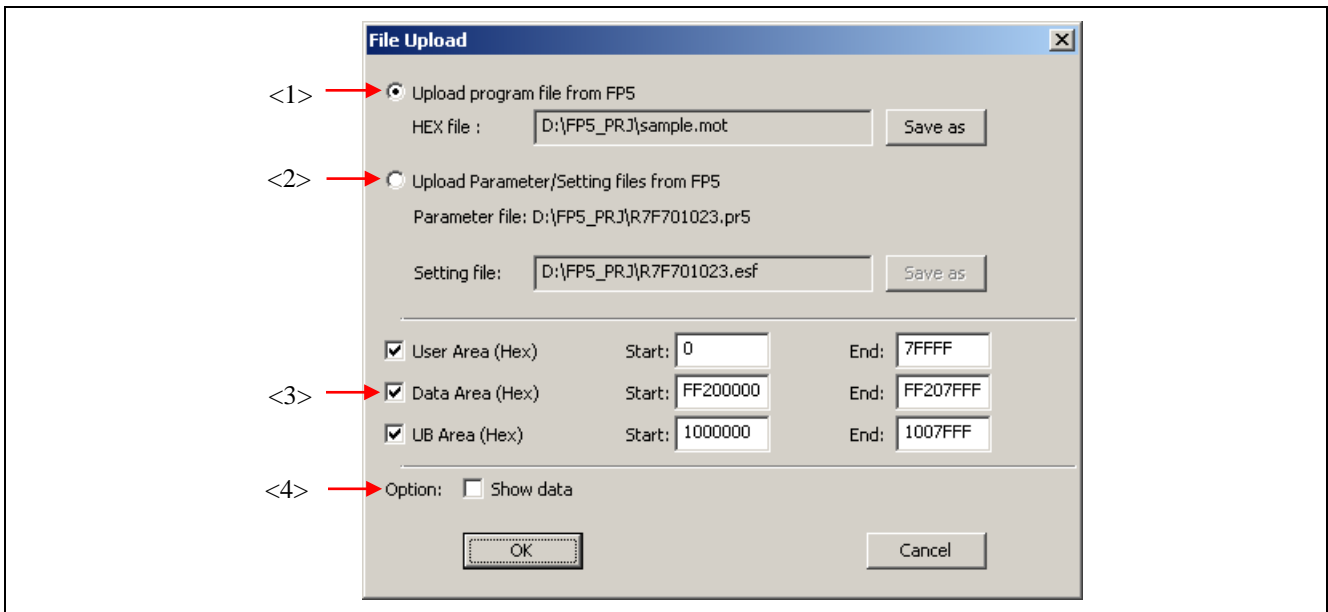 File Upload
<1> Upload program file from FP5
HEX file : D:\FP5_PRJ\sample.mot Save as
<2> Upload Parameter/Setting files from FP5
Parameter file: D:\FP5_PRJ\R7F701023.pr5
Setting file: D:\FP5_PRJ\R7F701023.esf Save as
User Area (Hex) Start: 0 End: 7FFFF
<3> Data Area (Hex) Start: FF200000 End: FF207FFF
UB Area (Hex) Start: 1000000 End: 1007FFF
<4> Option: Show data
OK Cancel